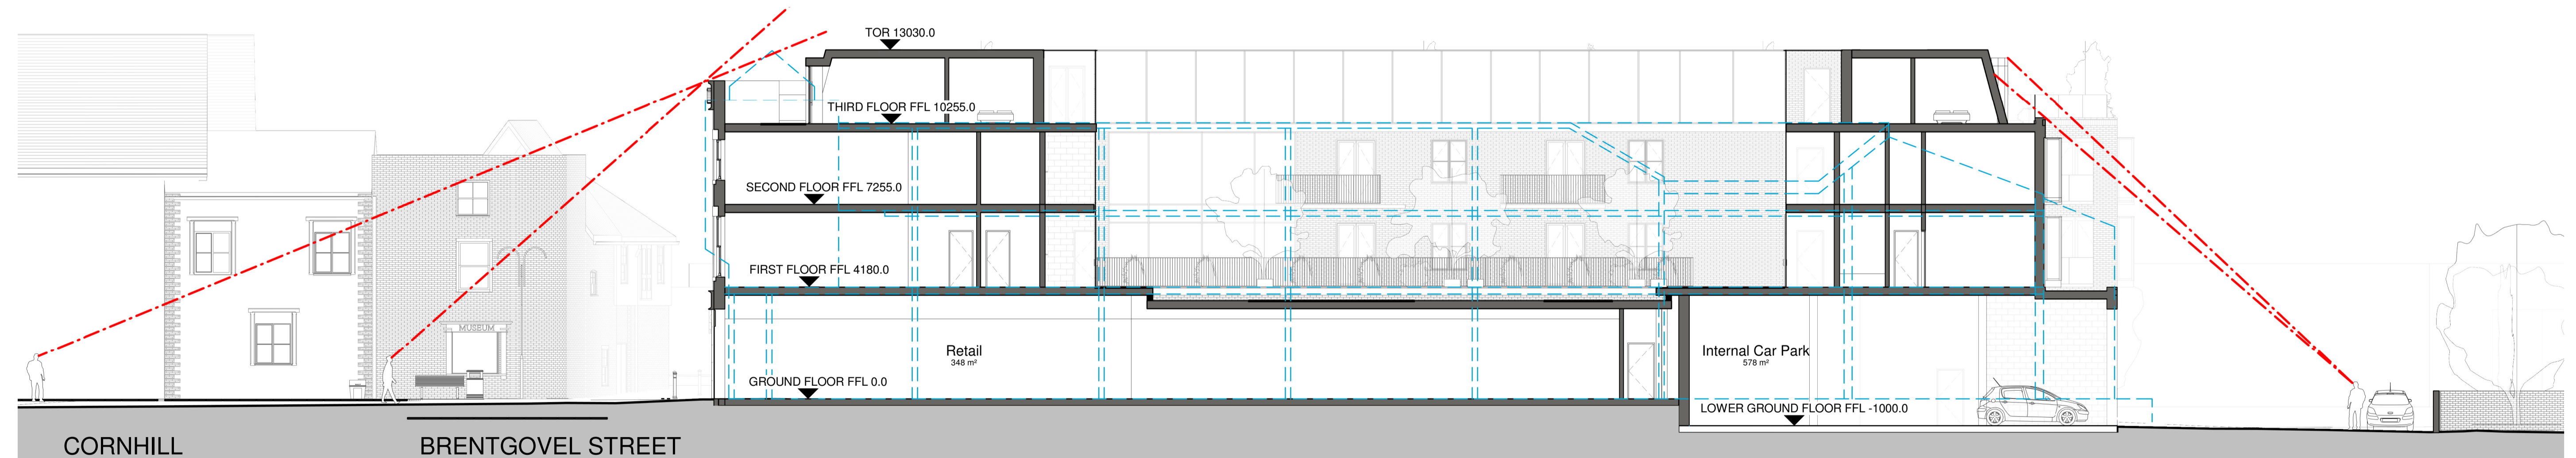 TOR 13030.0
THIRD FLOOR FFL 10255.0
SECOND FLOOR FFL 7255.0
FIRST FLOOR FFL 4180.0
MUSEUM
Retail
348 m²
Internal Car Park
578 m²
GROUND FLOOR FFL 0.0
LOWER GROUND FLOOR FFL -1000.0
CORNHILL
BRENTGOVEL STREET